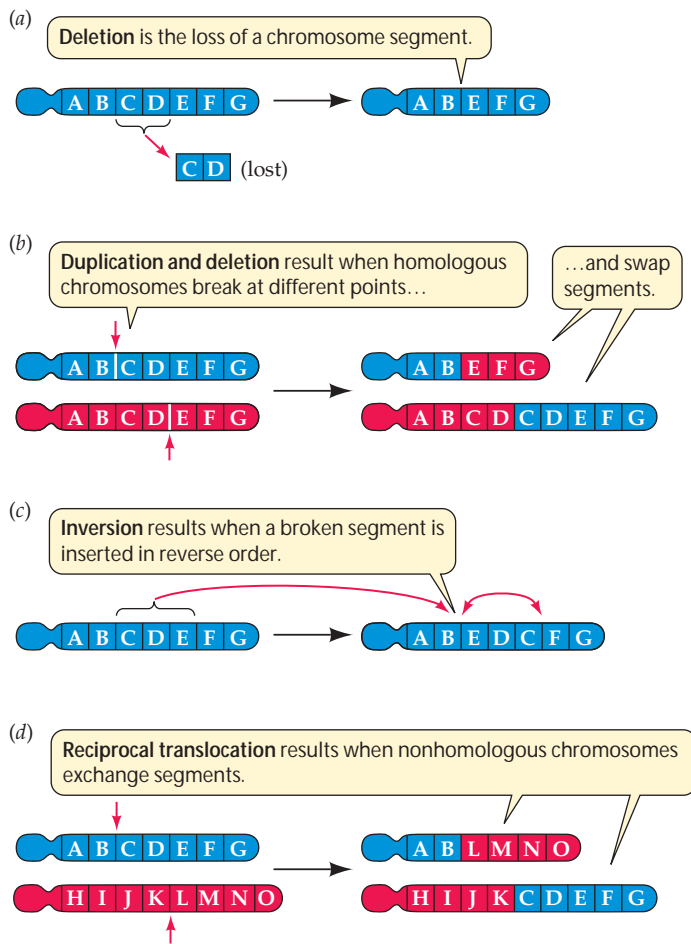 (a)
Deletion is the loss of a chromosome segment.
A B C D E F G
A B E F G
C D (lost)
(b)
Duplication and deletion result when homologous
chromosomes break at different points…
…and swap
segments.
A B C D E F G
A B E F G
A B C D E F G
A B C D C D E F G
(c)
Inversion results when a broken segment is
inserted in reverse order.
A B C D E F G
A B E D C F G
(d)
Reciprocal translocation results when nonhomologous chromosomes
exchange segments.
A B C D E F G
A B L M N O
H I J K L M N O
H I J K C D E F G